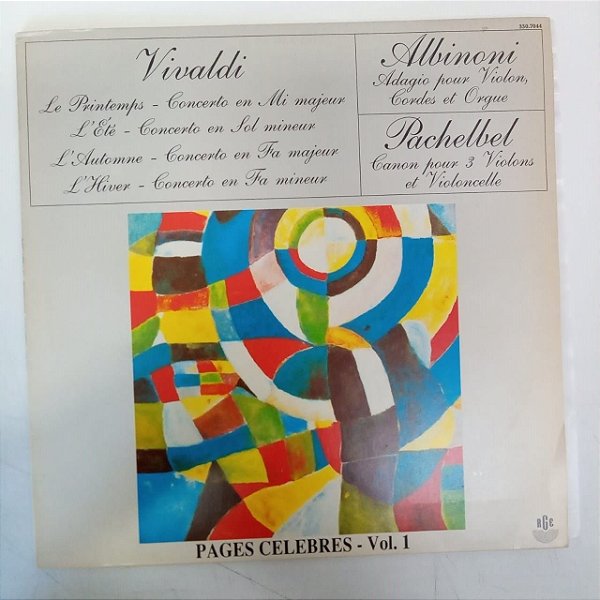 350.7044
Vivaldi
Le Printemps - Concerto en Mi majeur
L'Été - Concerto en Sol mineur
L'Automne - Concerto en Fa majeur
L'Hiver - Concerto en Fa mineur
Albinoni
Adagio pour Violon,
Cordes et Orgue
Pachelbel
Canon pour 3 Violons
et Violoncelle
PAGES CELEBRES - Vol. 1
RGE